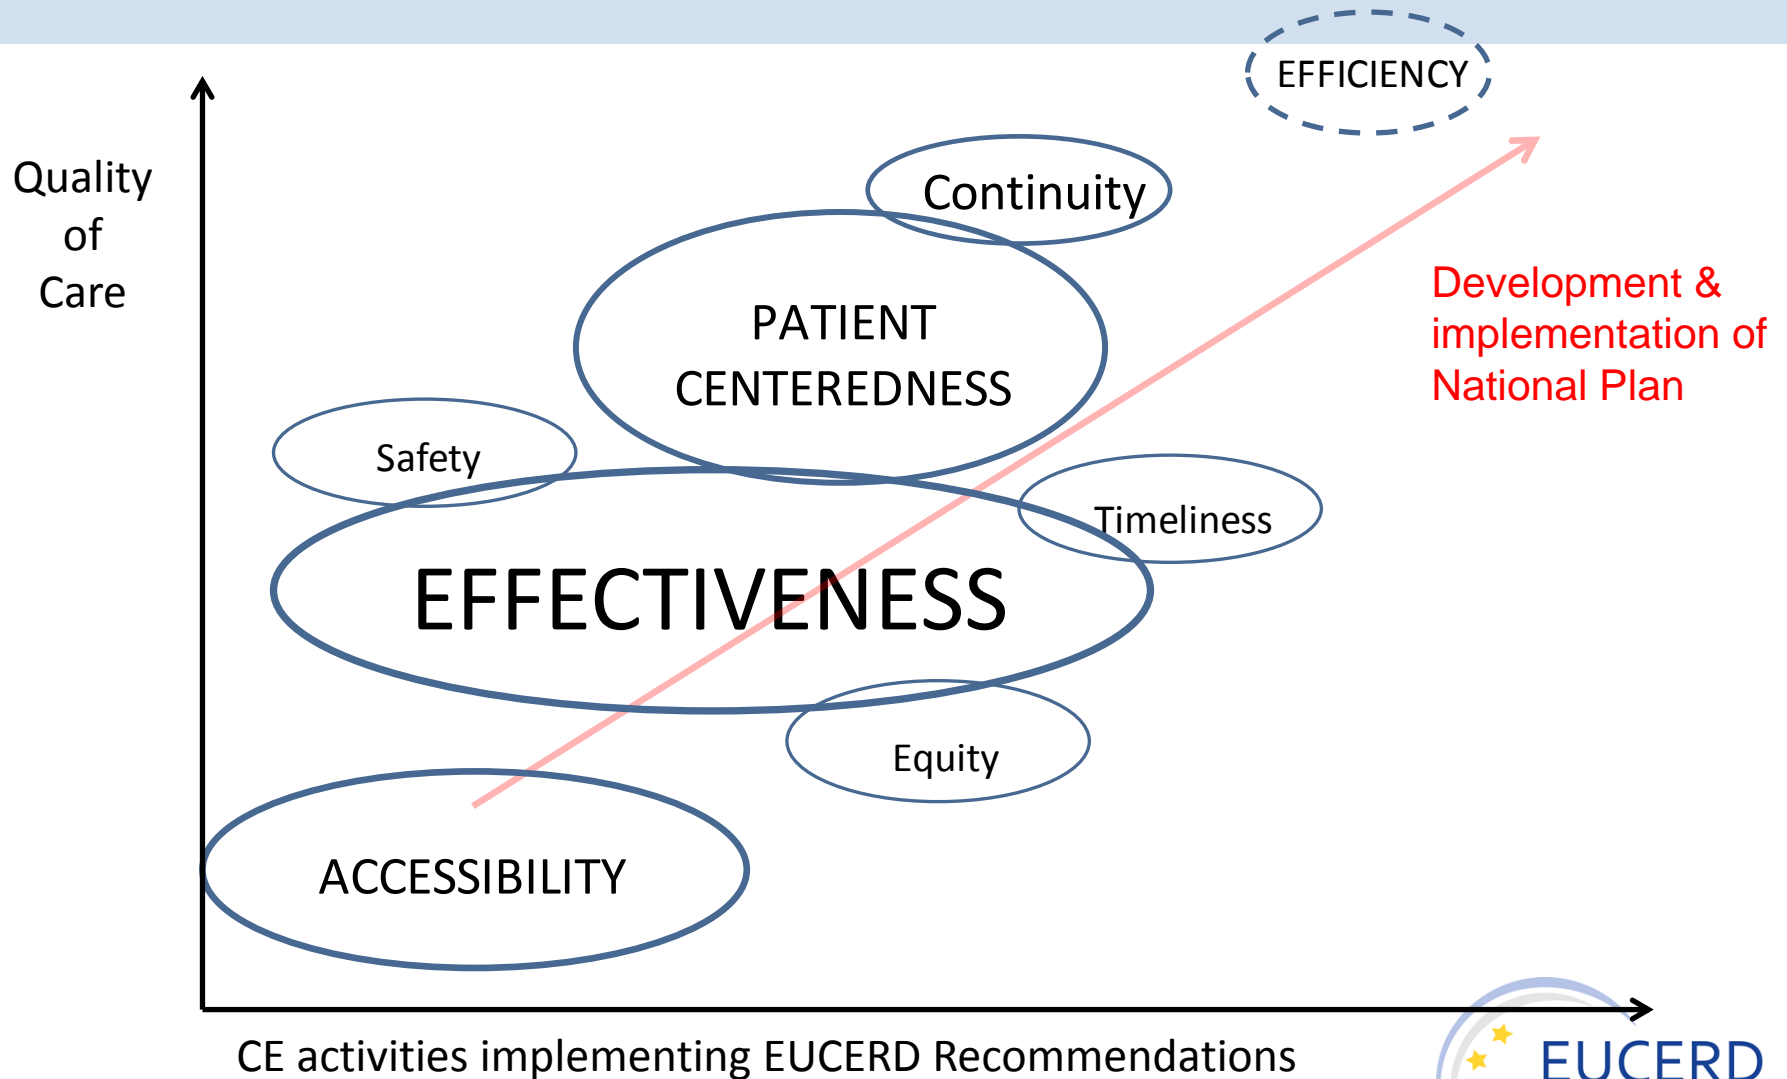 EFFICIENCY
Quality
of
Care
Continuity
Development &
implementation of
National Plan
PATIENT
CENTEREDNESS
Safety
Timeliness
EFFECTIVENESS
Equity
ACCESSIBILITY
CE activities implementing EUCERD Recommendations
EUCERD